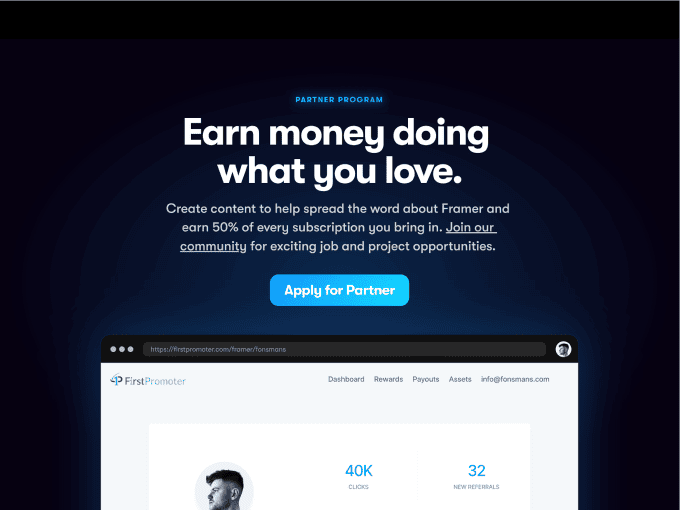 PARTNER PROGRAM
Earn money doing
what you love.
Create content to help spread the word about Framer and
earn 50% of every subscription you bring in. Join our
community for exciting job and project opportunities.
Apply for Partner
https://firstpromoter.com/framer/fonsmans
FirstPromoter
Dashboard Rewards Payouts Assets info@fonsmans.com
40K 32
CLICKS NEW REFERRALS